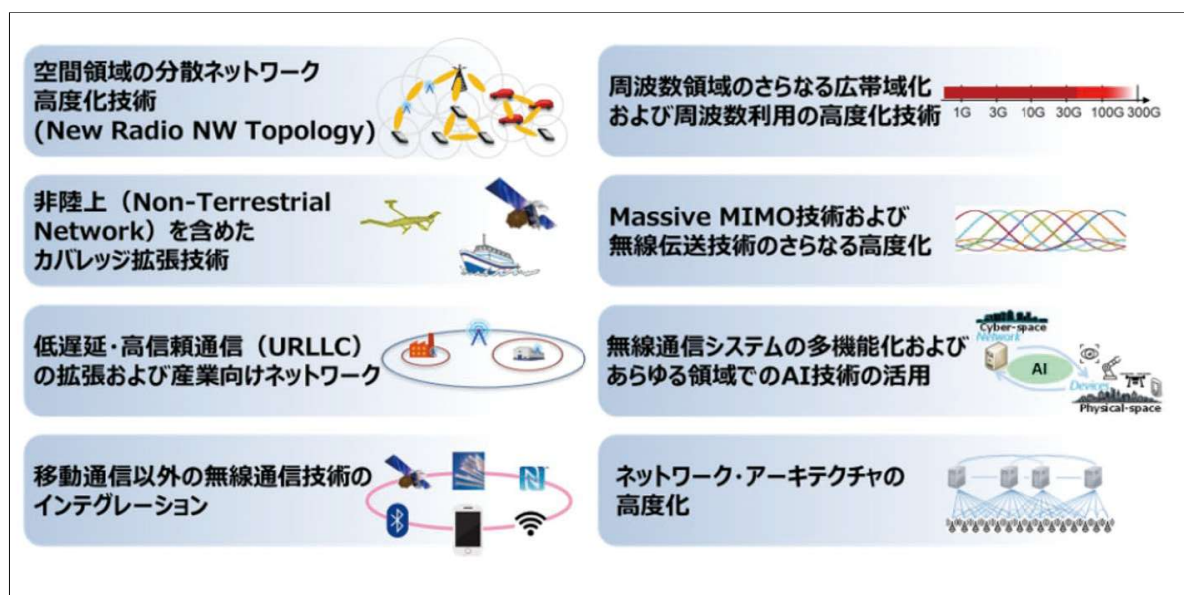 空間領域の分散ネットワーク
高度化技術
(New Radio NW Topology)
周波数領域のさらなる広帯域化
および周波数利用の高度化技術
1G 3G 10G 30G 100G 300G
非陸上（Non-Terrestrial
Network）を含めた
カバレッジ拡張技術
Massive MIMO技術および
無線伝送技術のさらなる高度化
低遅延・高信頼通信（URLLC）
の拡張および産業向けネットワーク
無線通信システムの多機能化および
あらゆる領域でのAI技術の活用
Cyber-space
Network
AI
Devices
Physical-space
移動通信以外の無線通信技術の
インテグレーション
ネットワーク・アーキテクチャの
高度化